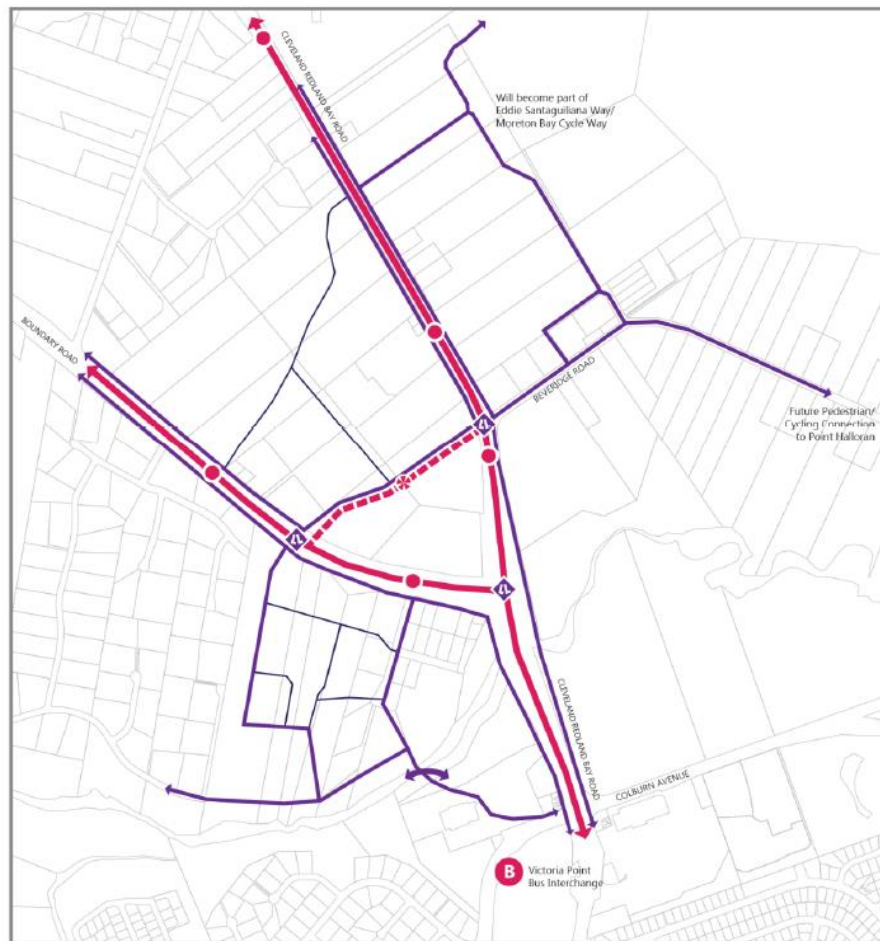 CLEVELAND REDLAND BAY ROAD
Will become part of
Eddie Santaguiliana Way/
Moreton Bay Cycle Way
BOUNDARY ROAD
BEVERIDGE ROAD
Future Pedestrian/
Cycling Connection
to Point Halloran
CLEVELAND REDLAND BAY ROAD
COLBURN AVENUE
B
Victoria Point
Bus Interchange